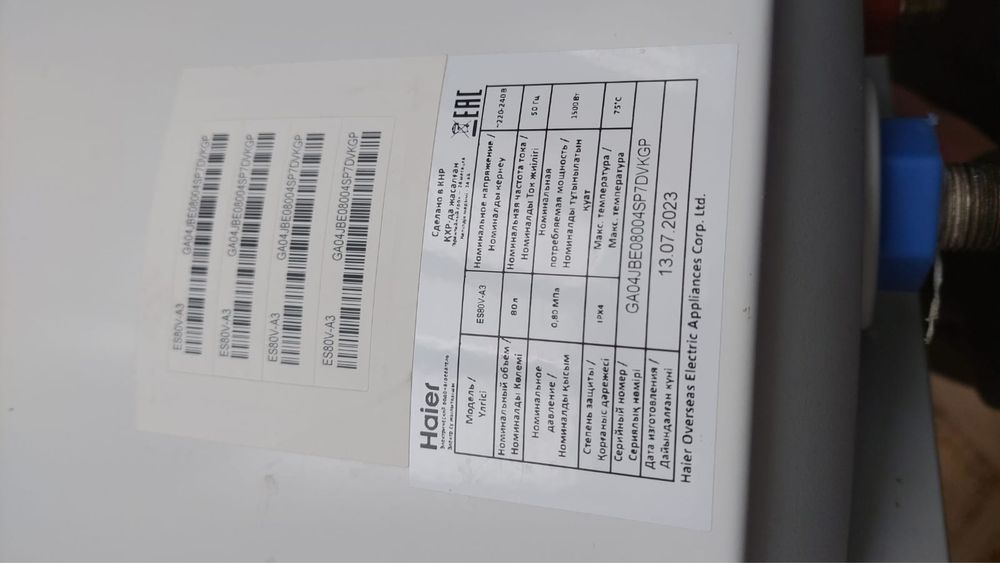 ES80V-A3 GA04JBE08004SP7DVKGP
ES80V-A3 GA04JBE08004SP7DVKGP
ES80V-A3 GA04JBE08004SP7DVKGP
ES80V-A3 GA04JBE08004SP7DVKGP
Haier
Сделано в КНР
ҚХР'да жасалған
EAC
Модель / Үлгісі
ES80V-A3
Номинальное напряжение / Номиналды кернеу
~220-240В
Номинальный объём / Номиналды Көлемі
80л
Номинальная частота тока / Номиналды Ток жиілігі
50 Гц
Номинальное давление / Номиналды қысым
0,80 МПа
Номинальная потребляемая мощность / Номиналды тұтынылатын қуат
1500Вт
Степень защиты / Қорғаныс дәрежесі
IPX4
Макс. температура / Макс. температура
75°C
Серийный номер / Сериялық нөмірі
GA04JBE08004SP7DVKGP
Дата изготовления / Дайындалған күні
13.07.2023
Haier Overseas Electric Appliances Corp. Ltd.